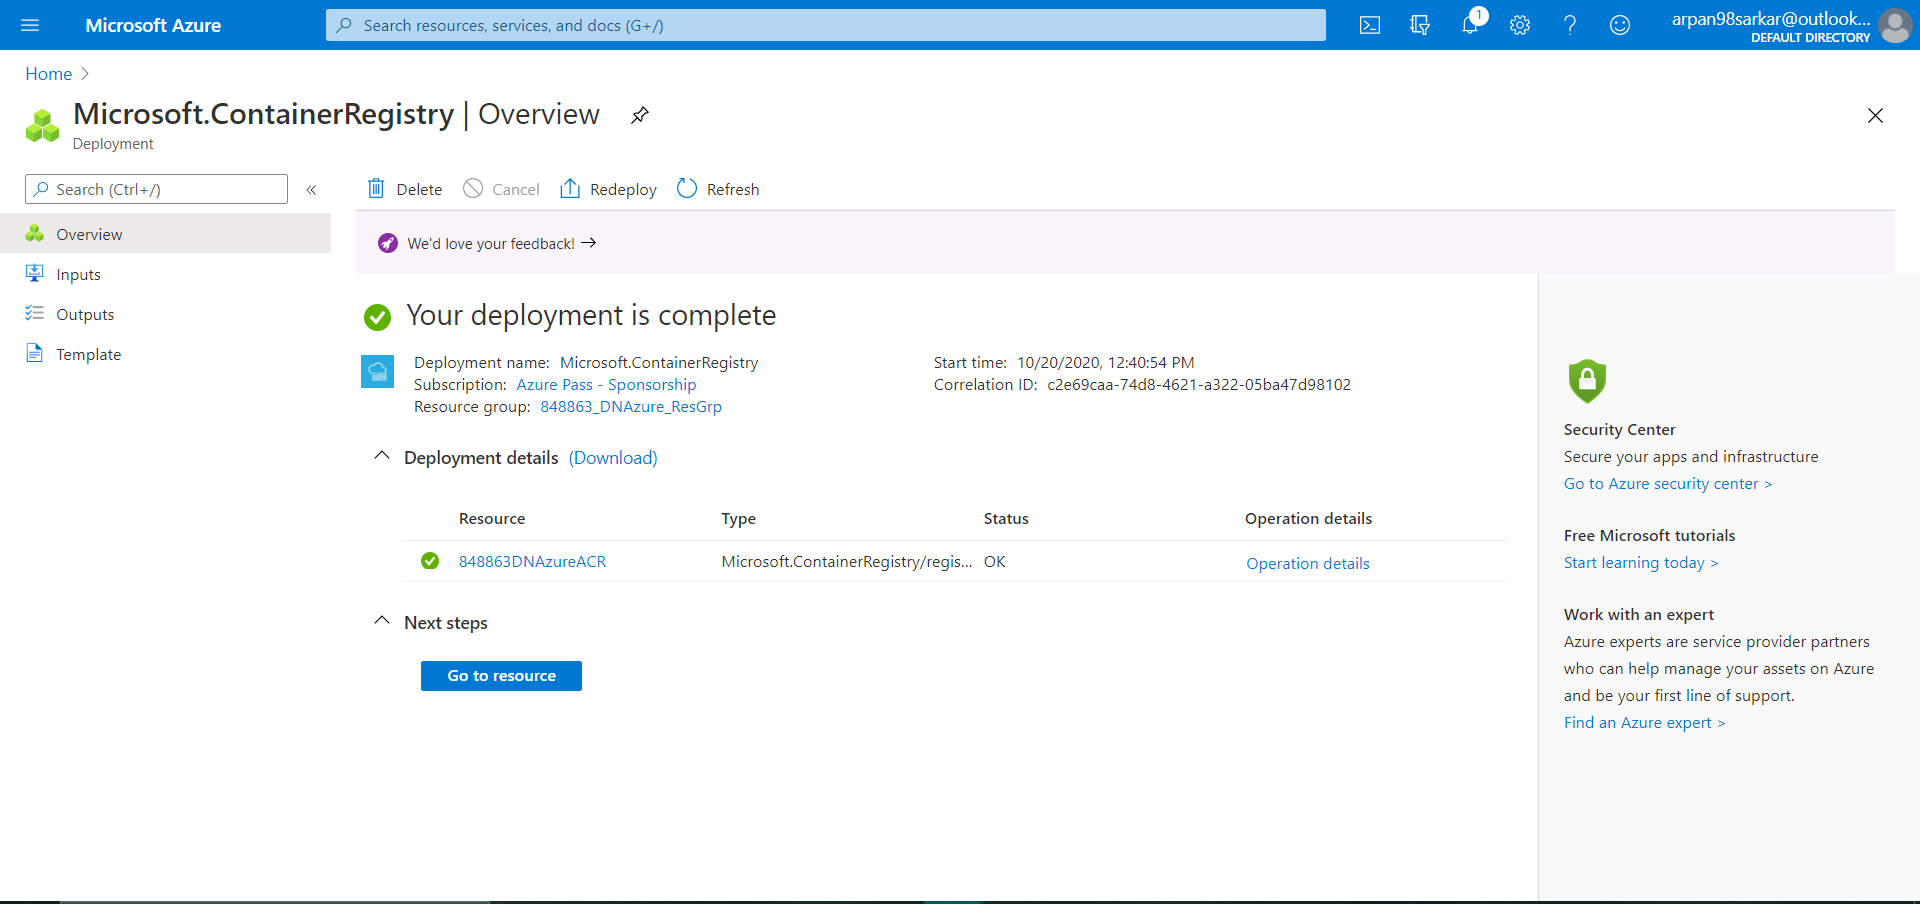 Microsoft Azure
Search resources, services, and docs (G+/)
1
arpan98sarkar@outlook...
DEFAULT DIRECTORY
Home
Microsoft.ContainerRegistry | Overview
Deployment
Search (Ctrl+/)
«
Delete
Cancel
Redeploy
Refresh
Overview
Inputs
Outputs
Template
We'd love your feedback! →
Your deployment is complete
Deployment name: Microsoft.ContainerRegistry
Subscription: Azure Pass - Sponsorship
Resource group: 848863_DNAzure_ResGrp
Start time: 10/20/2020, 12:40:54 PM
Correlation ID: c2e69caa-74d8-4621-a322-05ba47d98102
Deployment details (Download)
Resource Type Status Operation details
848863DNAzureACR Microsoft.ContainerRegistry/regis... OK Operation details
Next steps
Go to resource
Security Center
Secure your apps and infrastructure
Go to Azure security center >
Free Microsoft tutorials
Start learning today >
Work with an expert
Azure experts are service provider partners
who can help manage your assets on Azure
and be your first line of support.
Find an Azure expert >